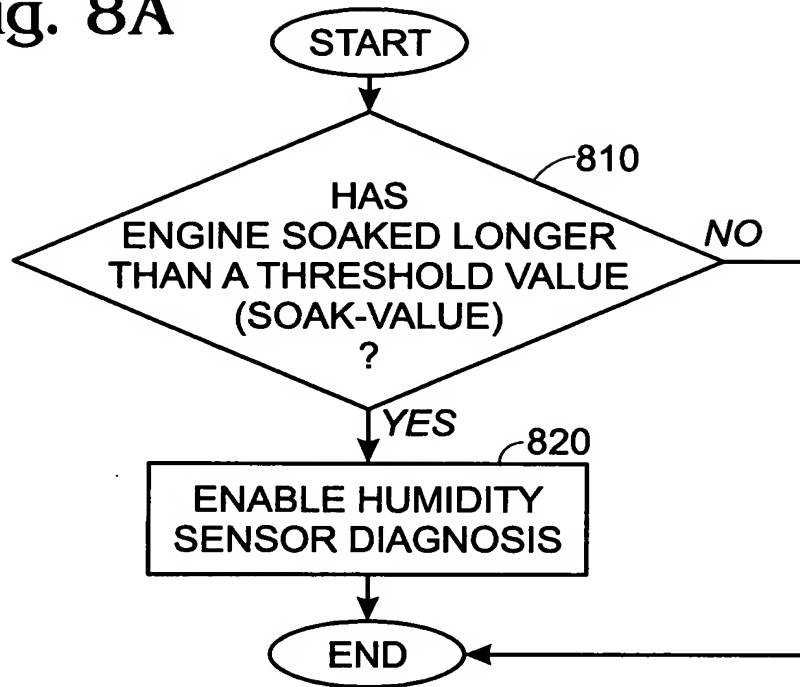 ig. 8A
START
810
HAS
ENGINE SOAKED LONGER
THAN A THRESHOLD VALUE
(SOAK-VALUE)
?
NO
YES
820
ENABLE HUMIDITY
SENSOR DIAGNOSIS
END